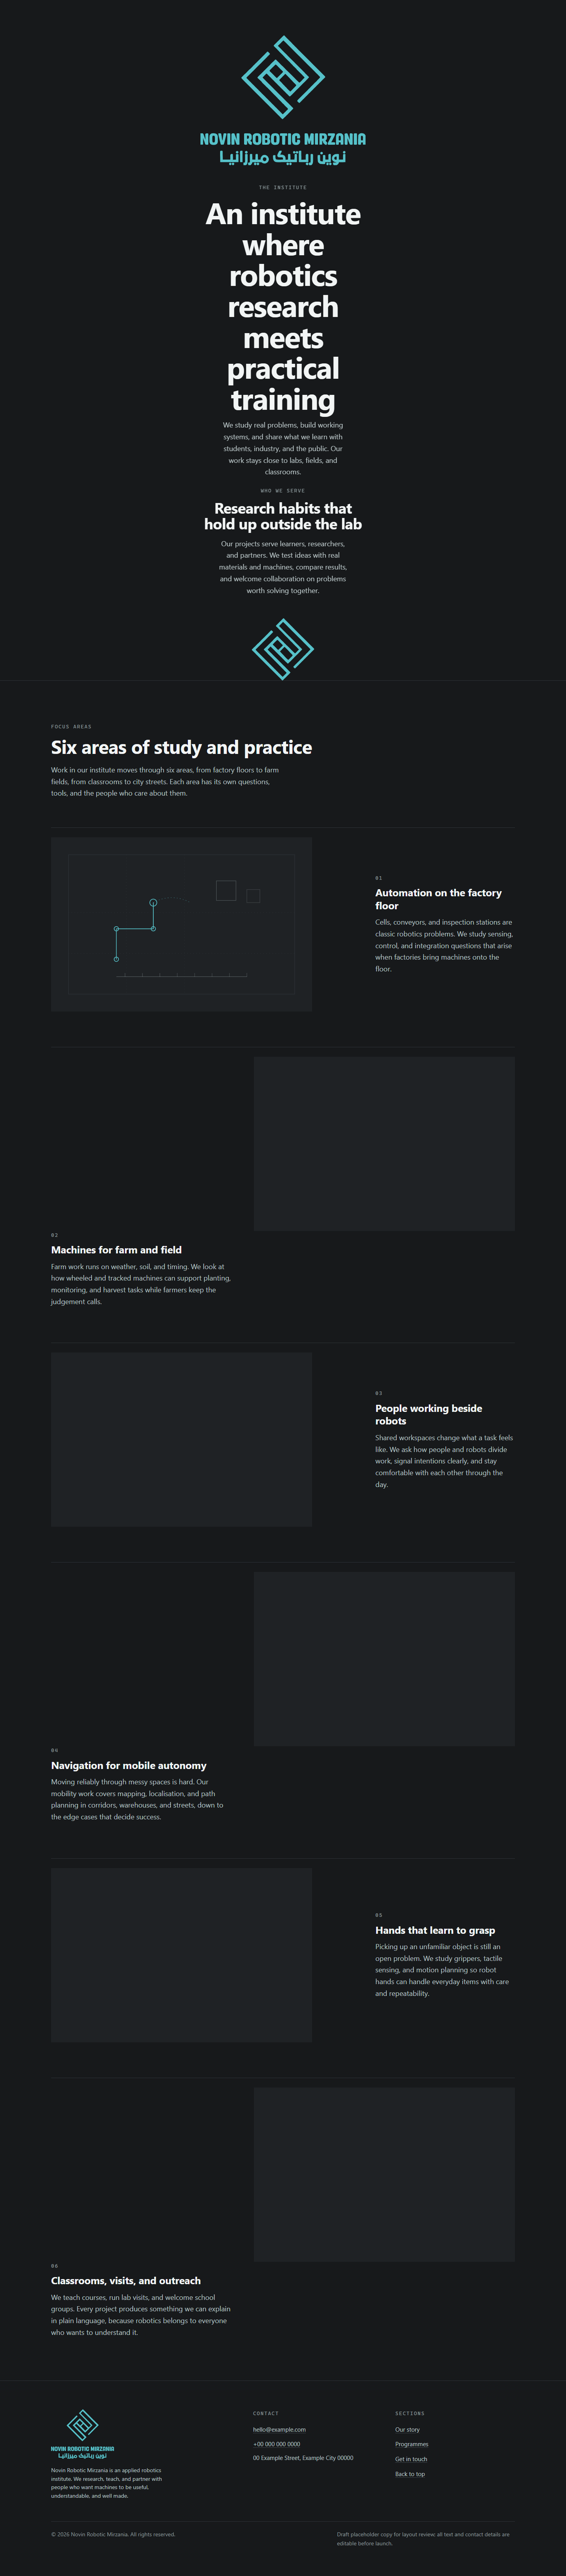 NOVIN ROBOTIC MIRZANIA
نوین رباتیک میرزانیا
THE INSTITUTE
An institute
where
robotics
research
meets
practical
training
We study real problems, build working
systems, and share what we learn with
students, industry, and the public. Our
work stays close to labs, fields, and
classrooms.
WHO WE SERVE
Research habits that
hold up outside the lab
Our projects serve learners, researchers,
and partners. We test ideas with real
materials and machines, compare results,
and welcome collaboration on problems
worth solving together.
FOCUS AREAS
Six areas of study and practice
Work in our institute moves through six areas, from factory floors to farm
fields, from classrooms to city streets. Each area has its own questions,
tools, and the people who care about them.
01
Automation on the factory
floor
Cells, conveyors, and inspection stations are
classic robotics problems. We study sensing,
control, and integration questions that arise
when factories bring machines onto the
floor.
02
Machines for farm and field
Farm work runs on weather, soil, and timing. We look at
how wheeled and tracked machines can support planting,
monitoring, and harvest tasks while farmers keep the
judgement calls.
03
People working beside
robots
Shared workspaces change what a task feels
like. We ask how people and robots divide
work, signal intentions clearly, and stay
comfortable with each other through the
day.
04
Navigation for mobile autonomy
Moving reliably through messy spaces is hard. Our
mobility work covers mapping, localisation, and path
planning in corridors, warehouses, and streets, down to
the edge cases that decide success.
05
Hands that learn to grasp
Picking up an unfamiliar object is still an
open problem. We study grippers, tactile
sensing, and motion planning so robot
hands can handle everyday items with care
and repeatability.
06
Classrooms, visits, and outreach
We teach courses, run lab visits, and welcome school
groups. Every project produces something we can explain
in plain language, because robotics belongs to everyone
who wants to understand it.
NOVIN ROBOTIC MIRZANIA
نوین رباتیک میرزانیا
Novin Robotic Mirzania is an applied robotics
institute. We research, teach, and partner with
people who want machines to be useful,
understandable, and well made.
CONTACT
hello@example.com
+00 000 000 0000
00 Example Street, Example City 00000
SECTIONS
Our story
Programmes
Get in touch
Back to top
© 2026 Novin Robotic Mirzania. All rights reserved.
Draft placeholder copy for layout review; all text and contact details are
editable before launch.